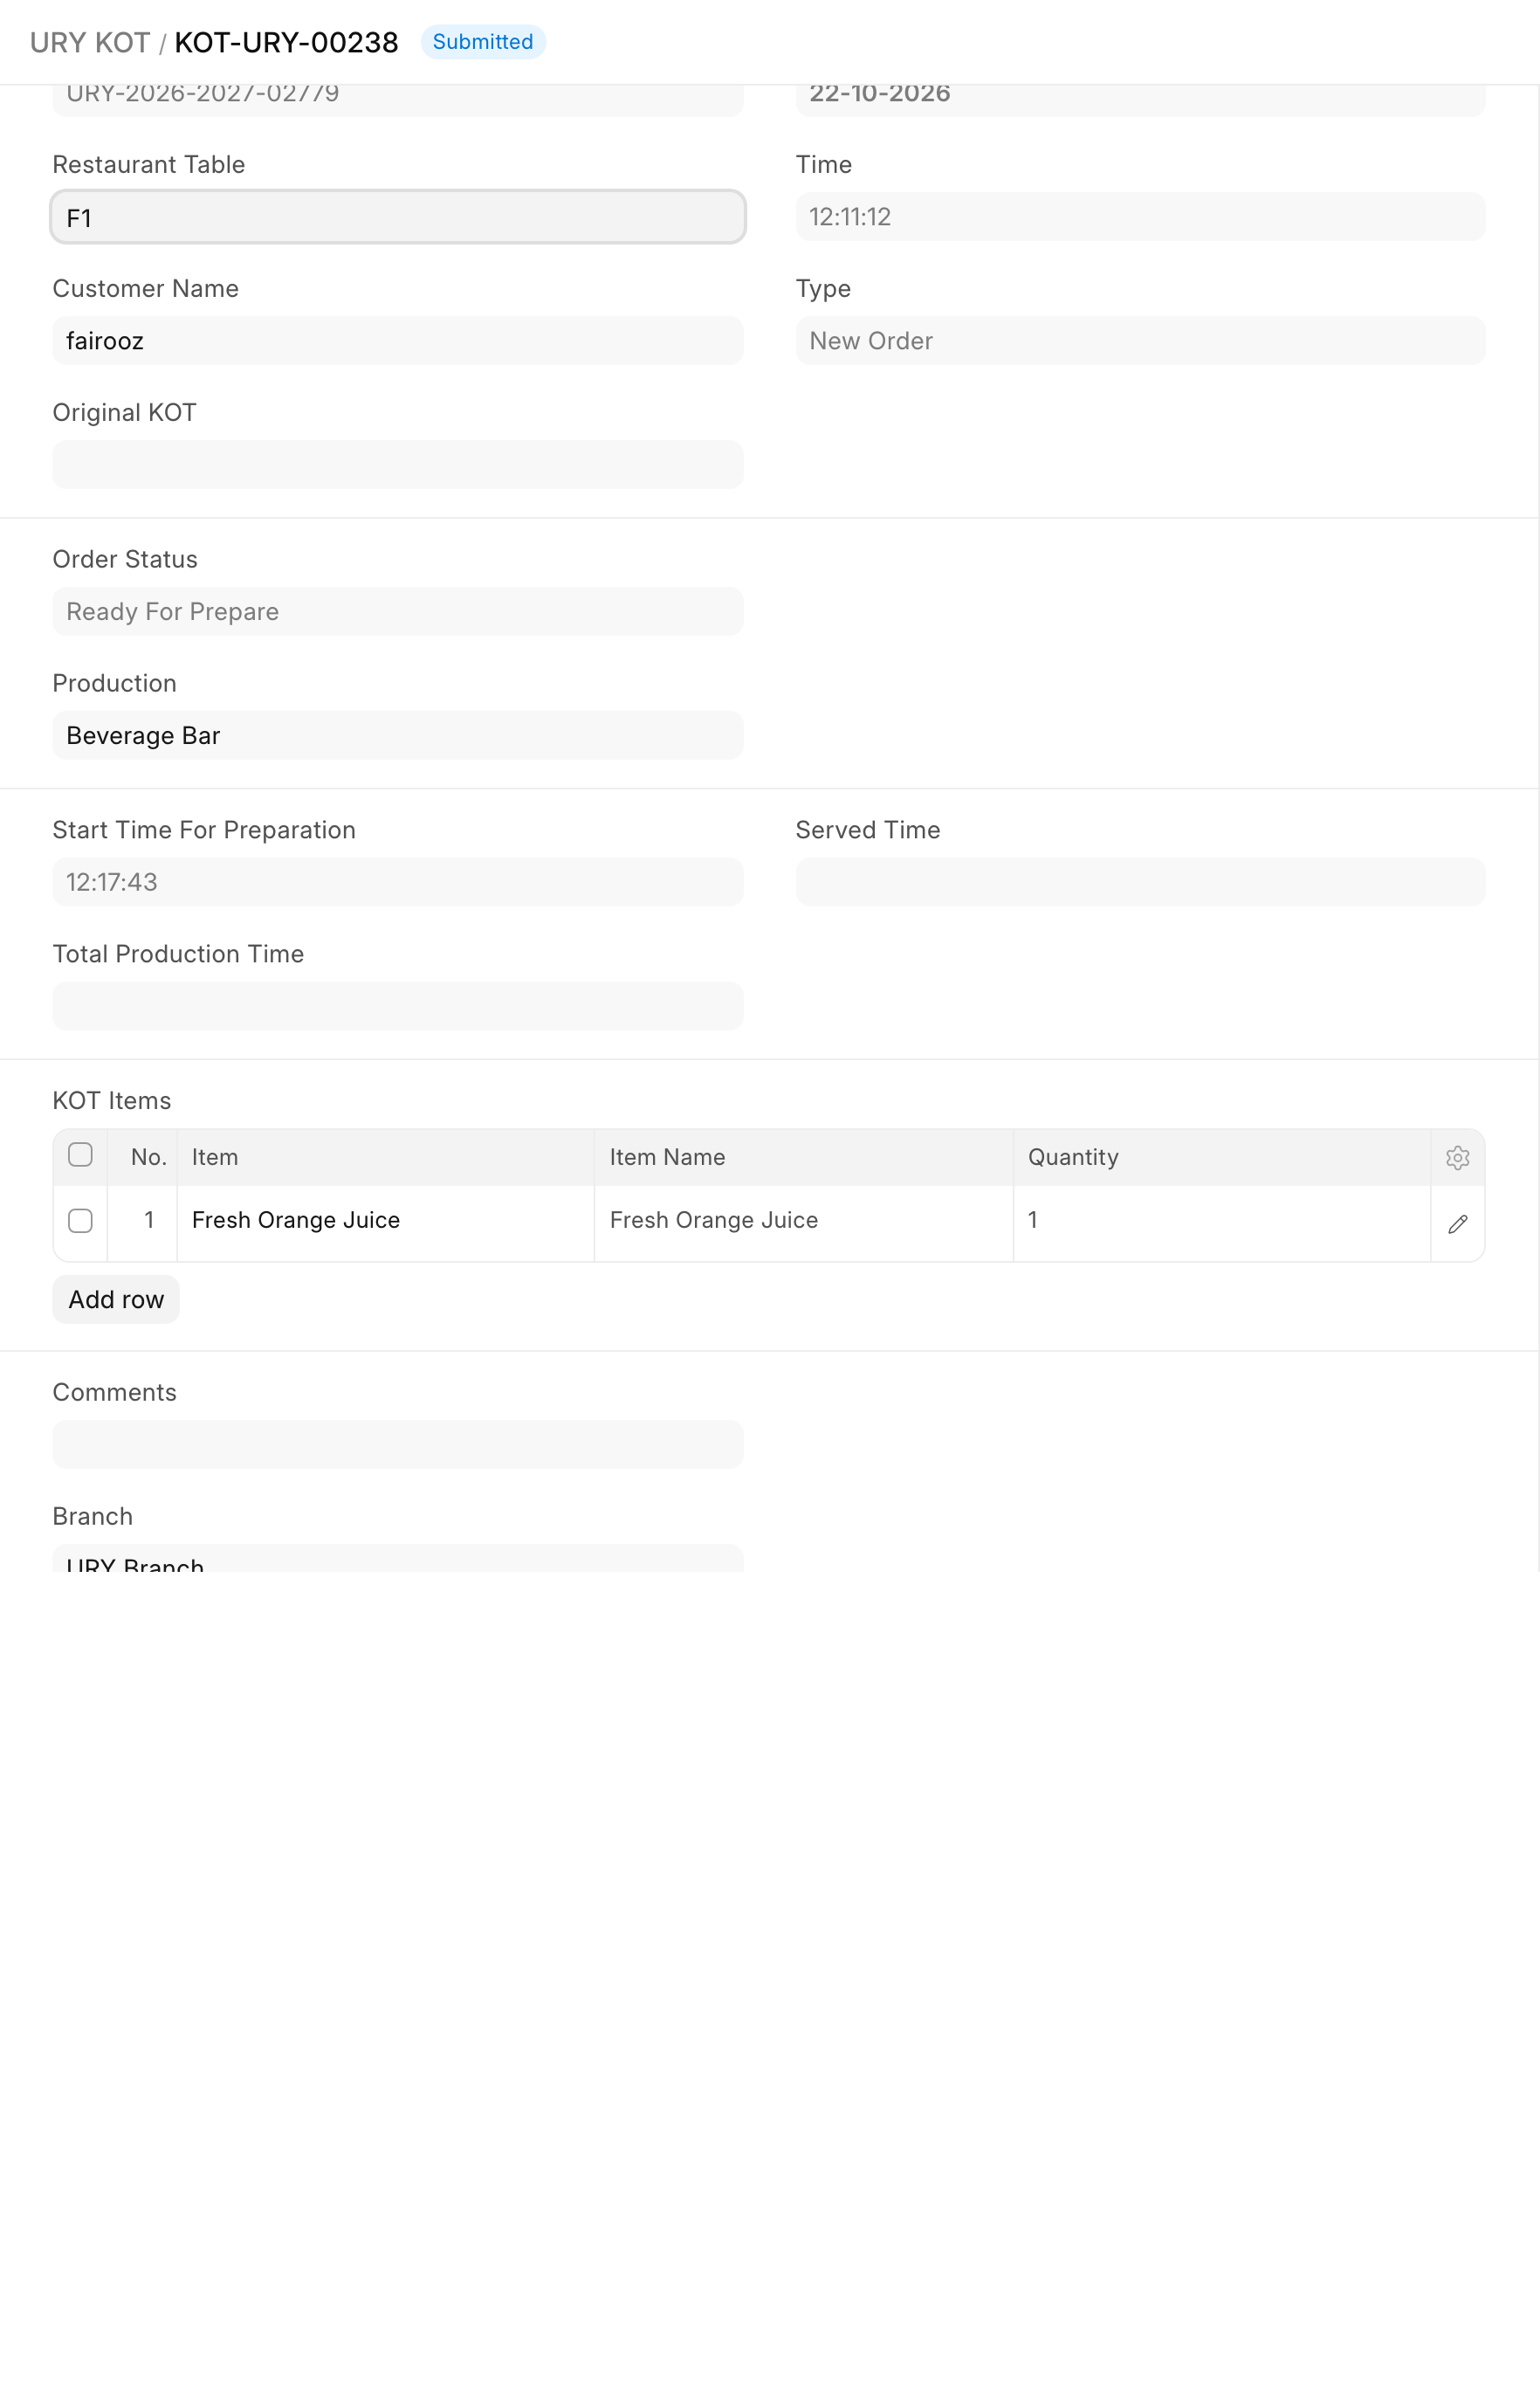 URY KOT / KOT-URY-00238 Submitted
URY-2026-2027-02779 22-10-2026
Restaurant Table Time
F1 12:11:12
Customer Name Type
fairooz New Order
Original KOT
Order Status
Ready For Prepare
Production
Beverage Bar
Start Time For Preparation Served Time
12:17:43
Total Production Time
KOT Items
No. Item Item Name Quantity
1 Fresh Orange Juice Fresh Orange Juice 1
Add row
Comments
Branch
URY Branch